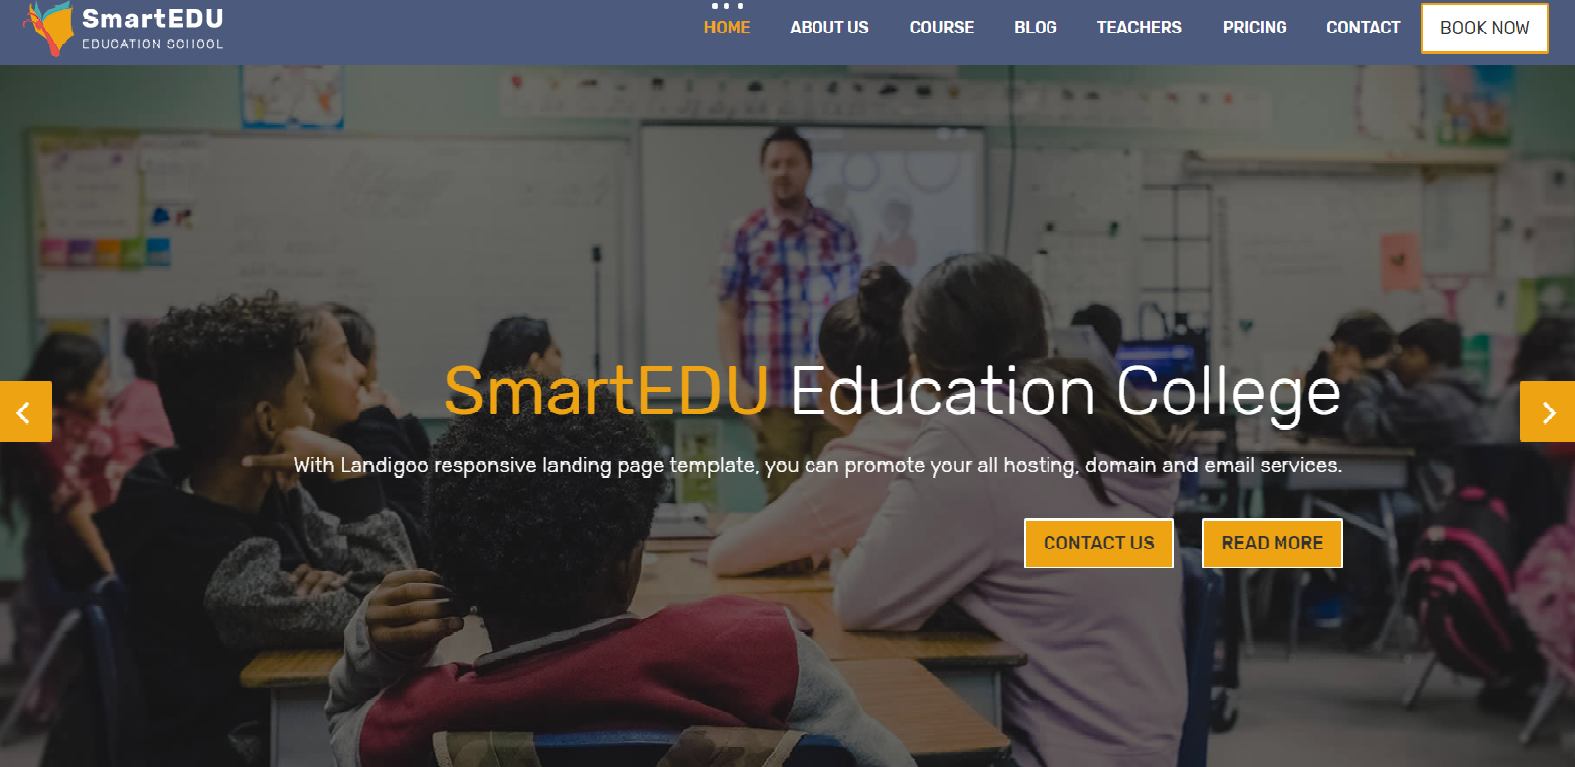 SmartEDU
EDUCATION SCHOOL
HOME ABOUT US COURSE BLOG TEACHERS PRICING CONTACT BOOK NOW
SmartEDU Education College
With Landigoo responsive landing page template, you can promote your all hosting, domain and email services.
CONTACT US READ MORE